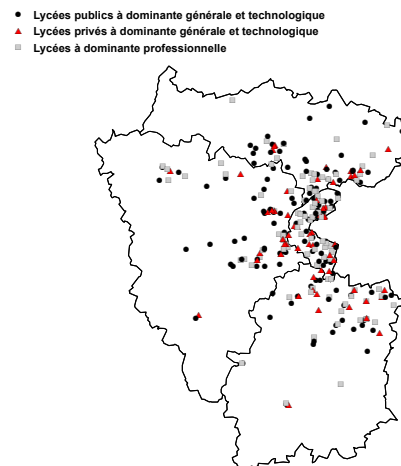 Lycées publics à dominante générale et technologique
Lycées privés à dominante générale et technologique
Lycées à dominante professionnelle